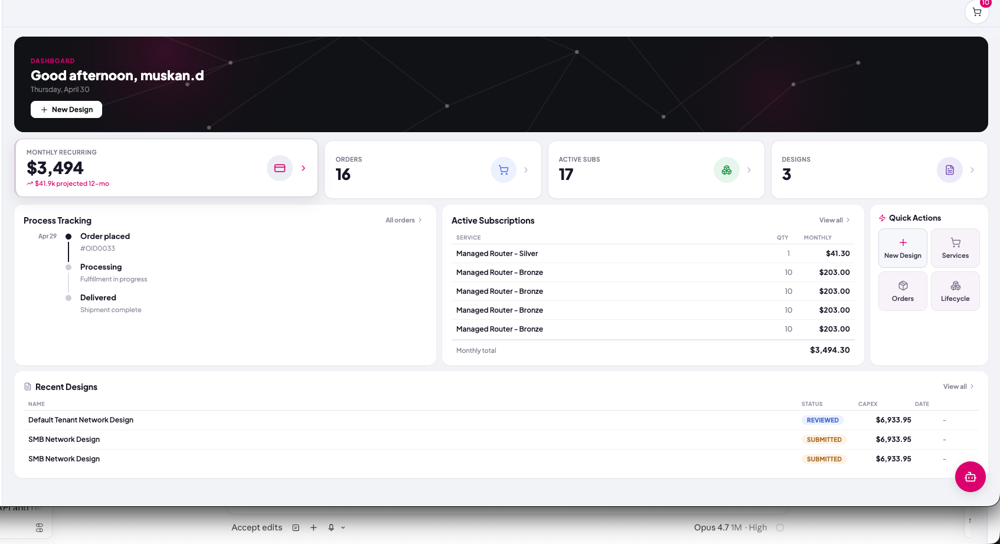 10
DASHBOARD
Good afternoon, muskan.d
Thursday, April 30
+ New Design
MONTHLY RECURRING
$3,494
$41.9k projected 12-mo
ORDERS
16
ACTIVE SUBS
17
DESIGNS
3
Process Tracking
All orders
Apr 29
Order placed
#OID0033
Processing
Fulfillment in progress
Delivered
Shipment complete
Active Subscriptions
View all
SERVICE QTY MONTHLY
Managed Router - Silver 1 $41.30
Managed Router - Bronze 10 $203.00
Managed Router - Bronze 10 $203.00
Managed Router - Bronze 10 $203.00
Managed Router - Bronze 10 $203.00
Monthly total $3,494.30
Quick Actions
New Design
Services
Orders
Lifecycle
Recent Designs
View all
NAME STATUS CAPEX DATE
Default Tenant Network Design REVIEWED $6,933.95 -
SMB Network Design SUBMITTED $6,933.95 -
SMB Network Design SUBMITTED $6,933.95 -
API and
Accept edits
Opus 4.7 1M · High